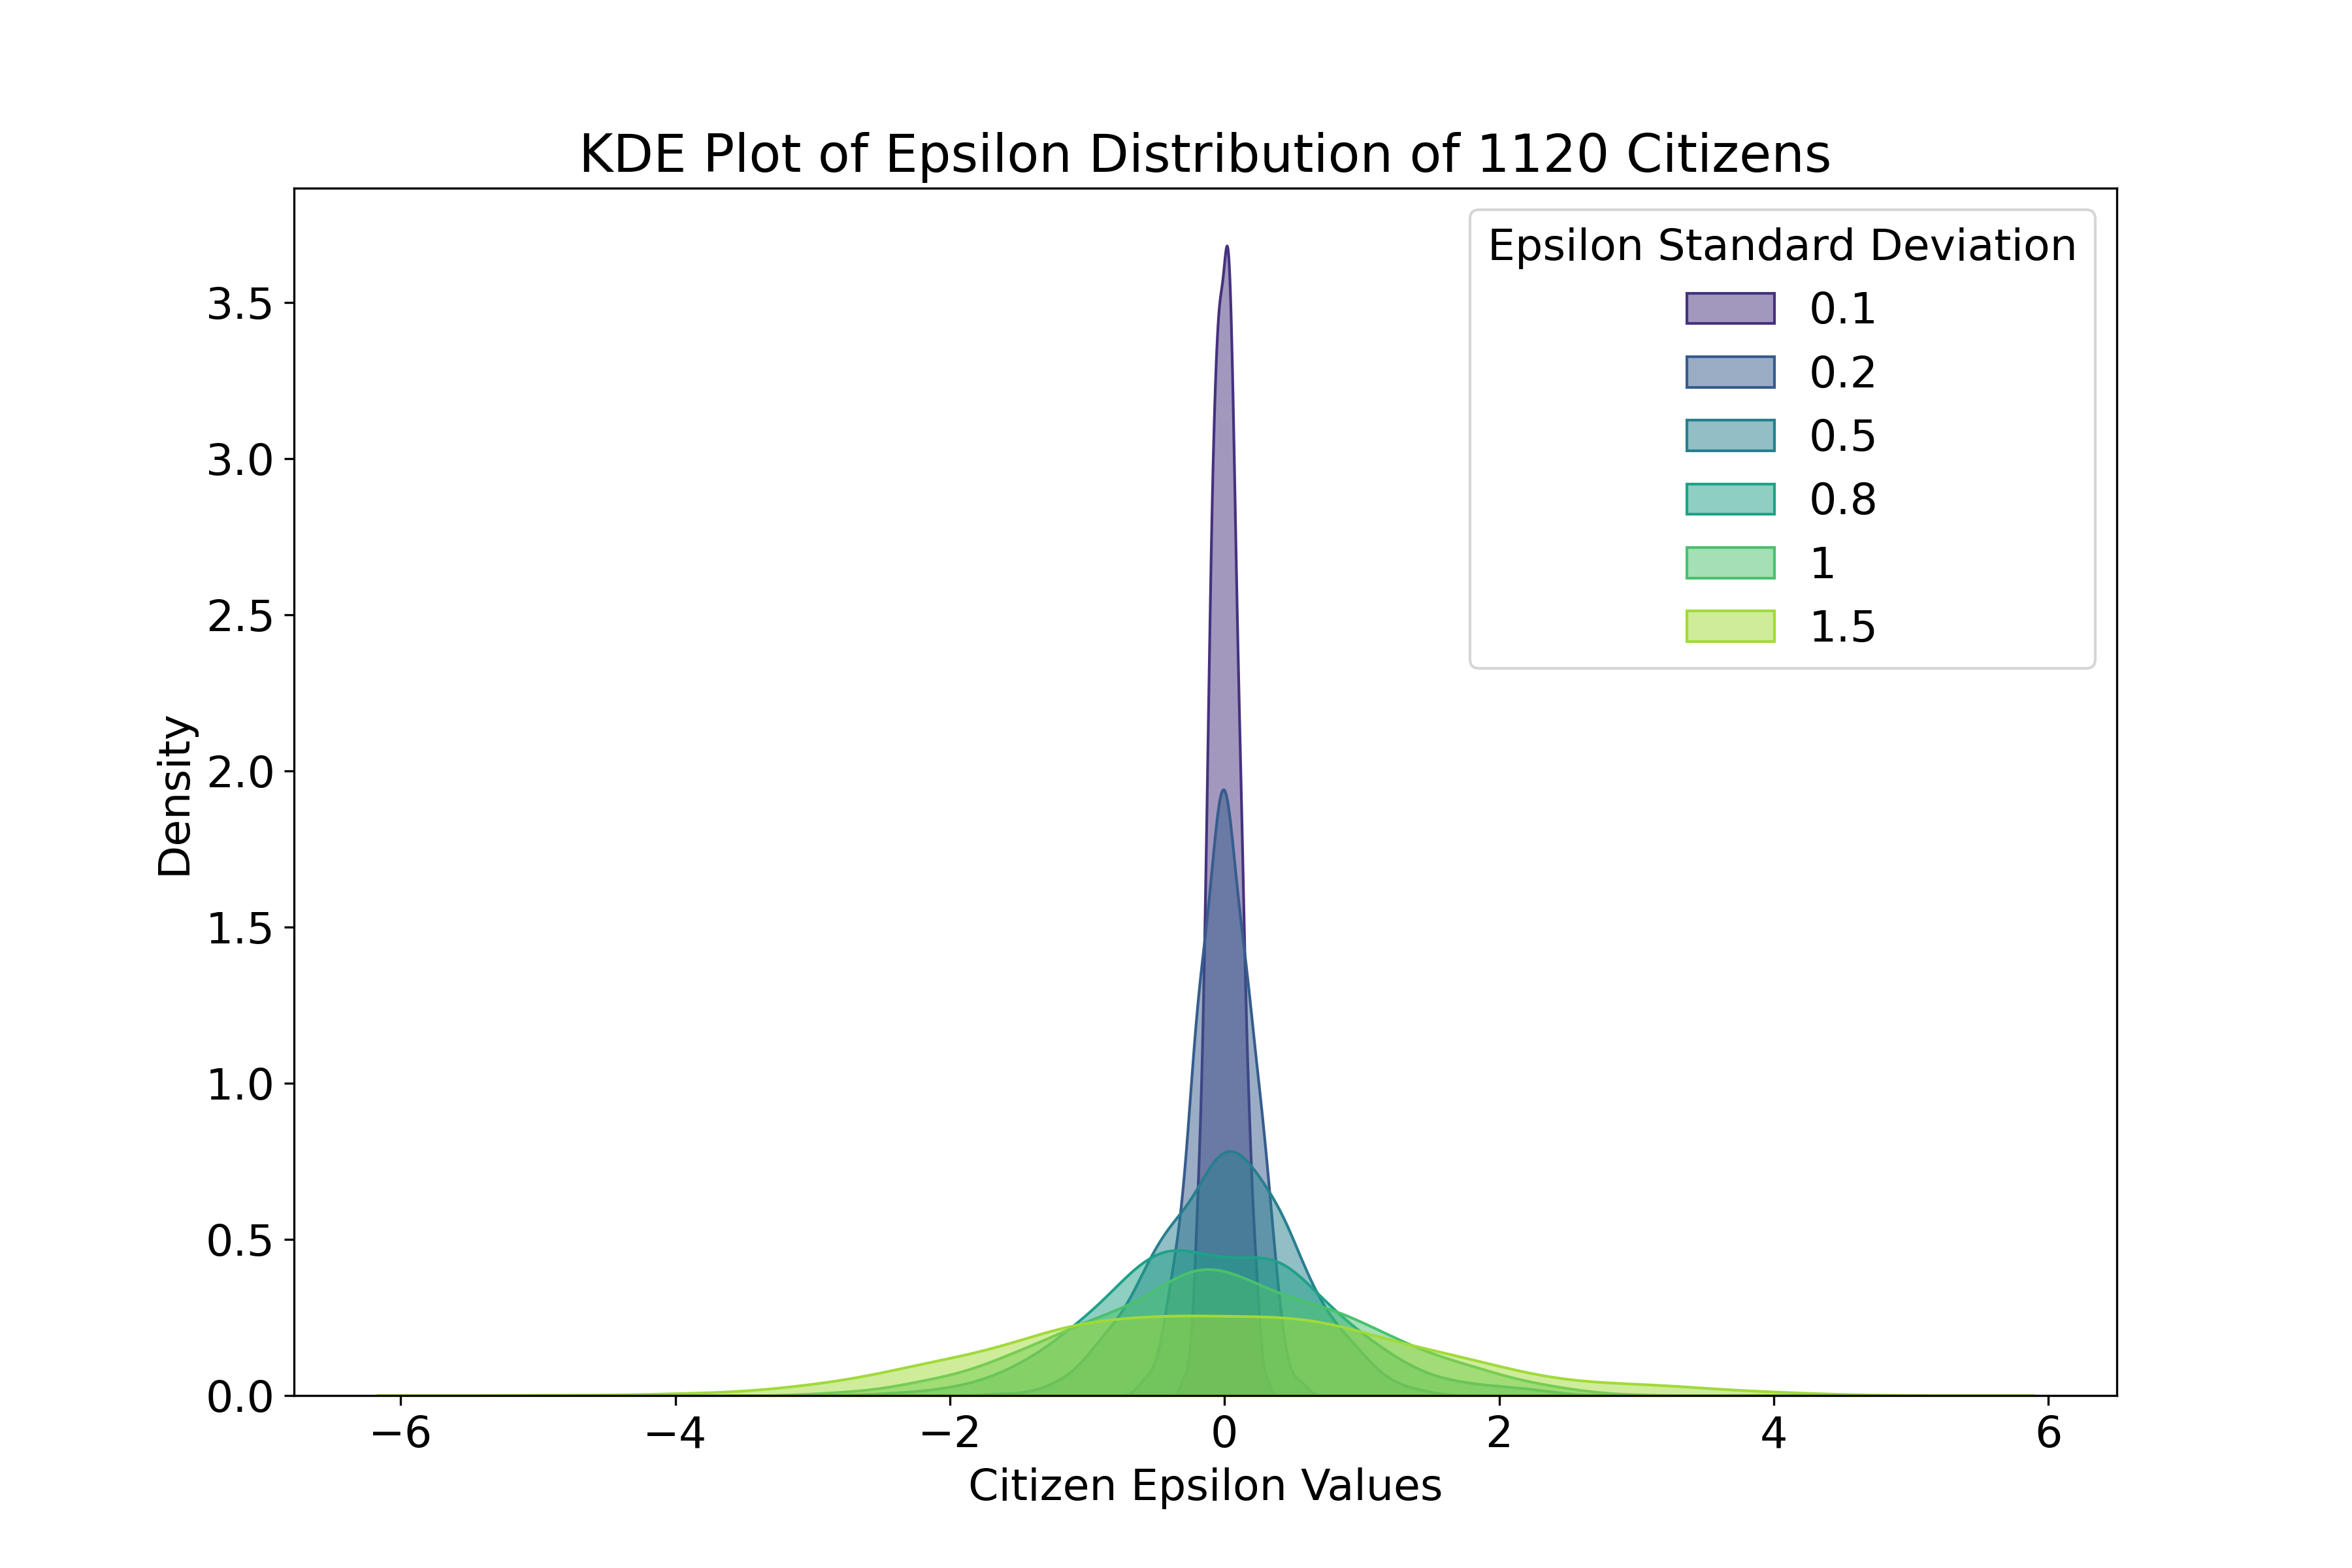 KDE Plot of Epsilon Distribution of 1120 Citizens
Epsilon Standard Deviation
0.1
0.2
0.5
0.8
1
1.5
Density
3.5
3.0
2.5
2.0
1.5
1.0
0.5
0.0
−6 −4 −2 0 2 4 6
Citizen Epsilon Values